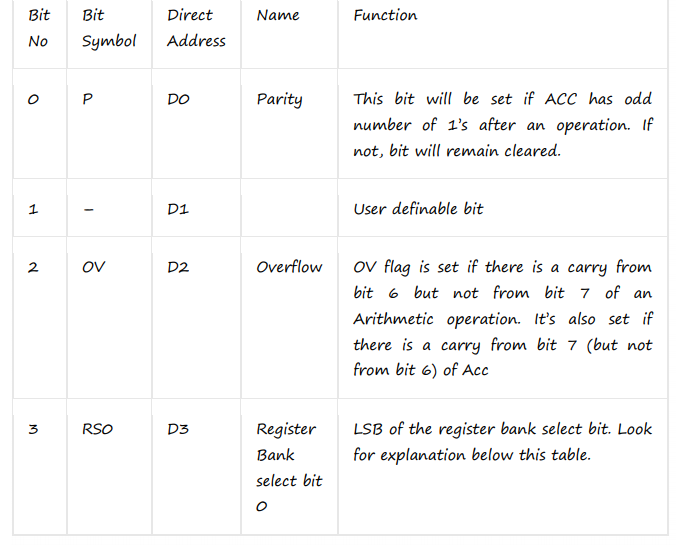 Bit No | Bit Symbol | Direct Address | Name | Function
0 | P | D0 | Parity | This bit will be set if ACC has odd
number of 1's after an operation. If
not, bit will remain cleared.
1 | – | D1 | User definable bit
2 | OV | D2 | Overflow | OV flag is set if there is a carry from
bit 6 but not from bit 7 of an
Arithmetic operation. It's also set if
there is a carry from bit 7 (but not
from bit 6) of Acc
3 | RS0 | D3 | Register Bank select bit 0 | LSB of the register bank select bit. Look
for explanation below this table.